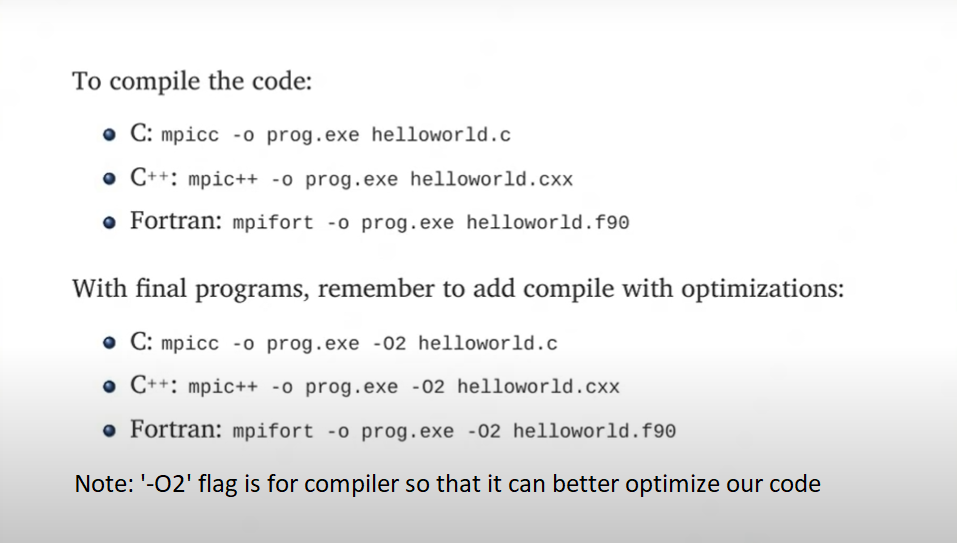 To compile the code:
C: mpicc -o prog.exe helloworld.c
C++: mpic++ -o prog.exe helloworld.cxx
Fortran: mpifort -o prog.exe helloworld.f90
With final programs, remember to add compile with optimizations:
C: mpicc -o prog.exe -O2 helloworld.c
C++: mpic++ -o prog.exe -O2 helloworld.cxx
Fortran: mpifort -o prog.exe -O2 helloworld.f90
Note: '-O2' flag is for compiler so that it can better optimize our code